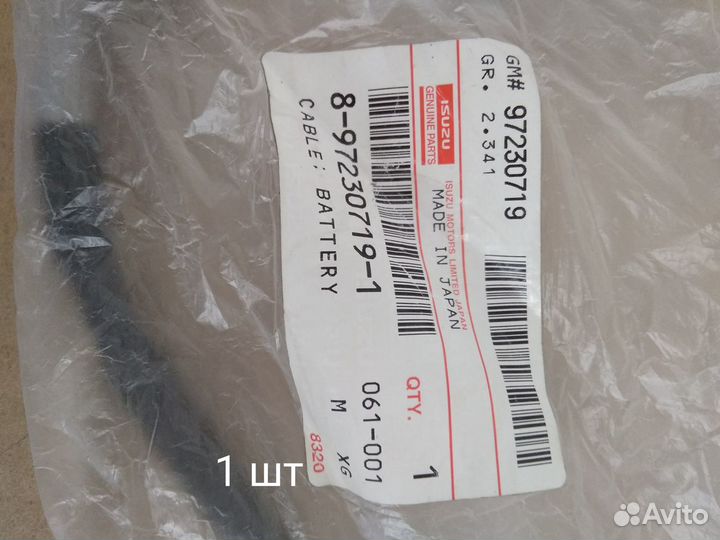 GM# 97230719
GR. 2.341
ISUZU
GENUINE PARTS
ISUZU MOTORS LIMITED JAPAN
MADE IN JAPAN
8-97230719-1
CABLE; BATTERY
QTY.
1
061-001
M XG
8320
1 шт
Avito